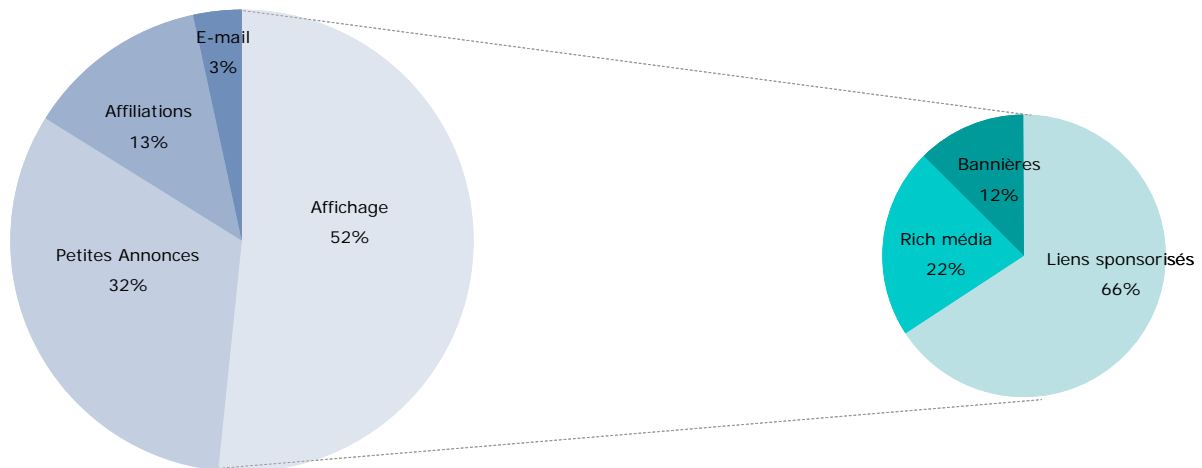 E-mail
3%
Affiliations
13%
Affichage
52%
Petites Annonces
32%
Bannières
12%
Rich média
22%
Liens sponsorisés
66%